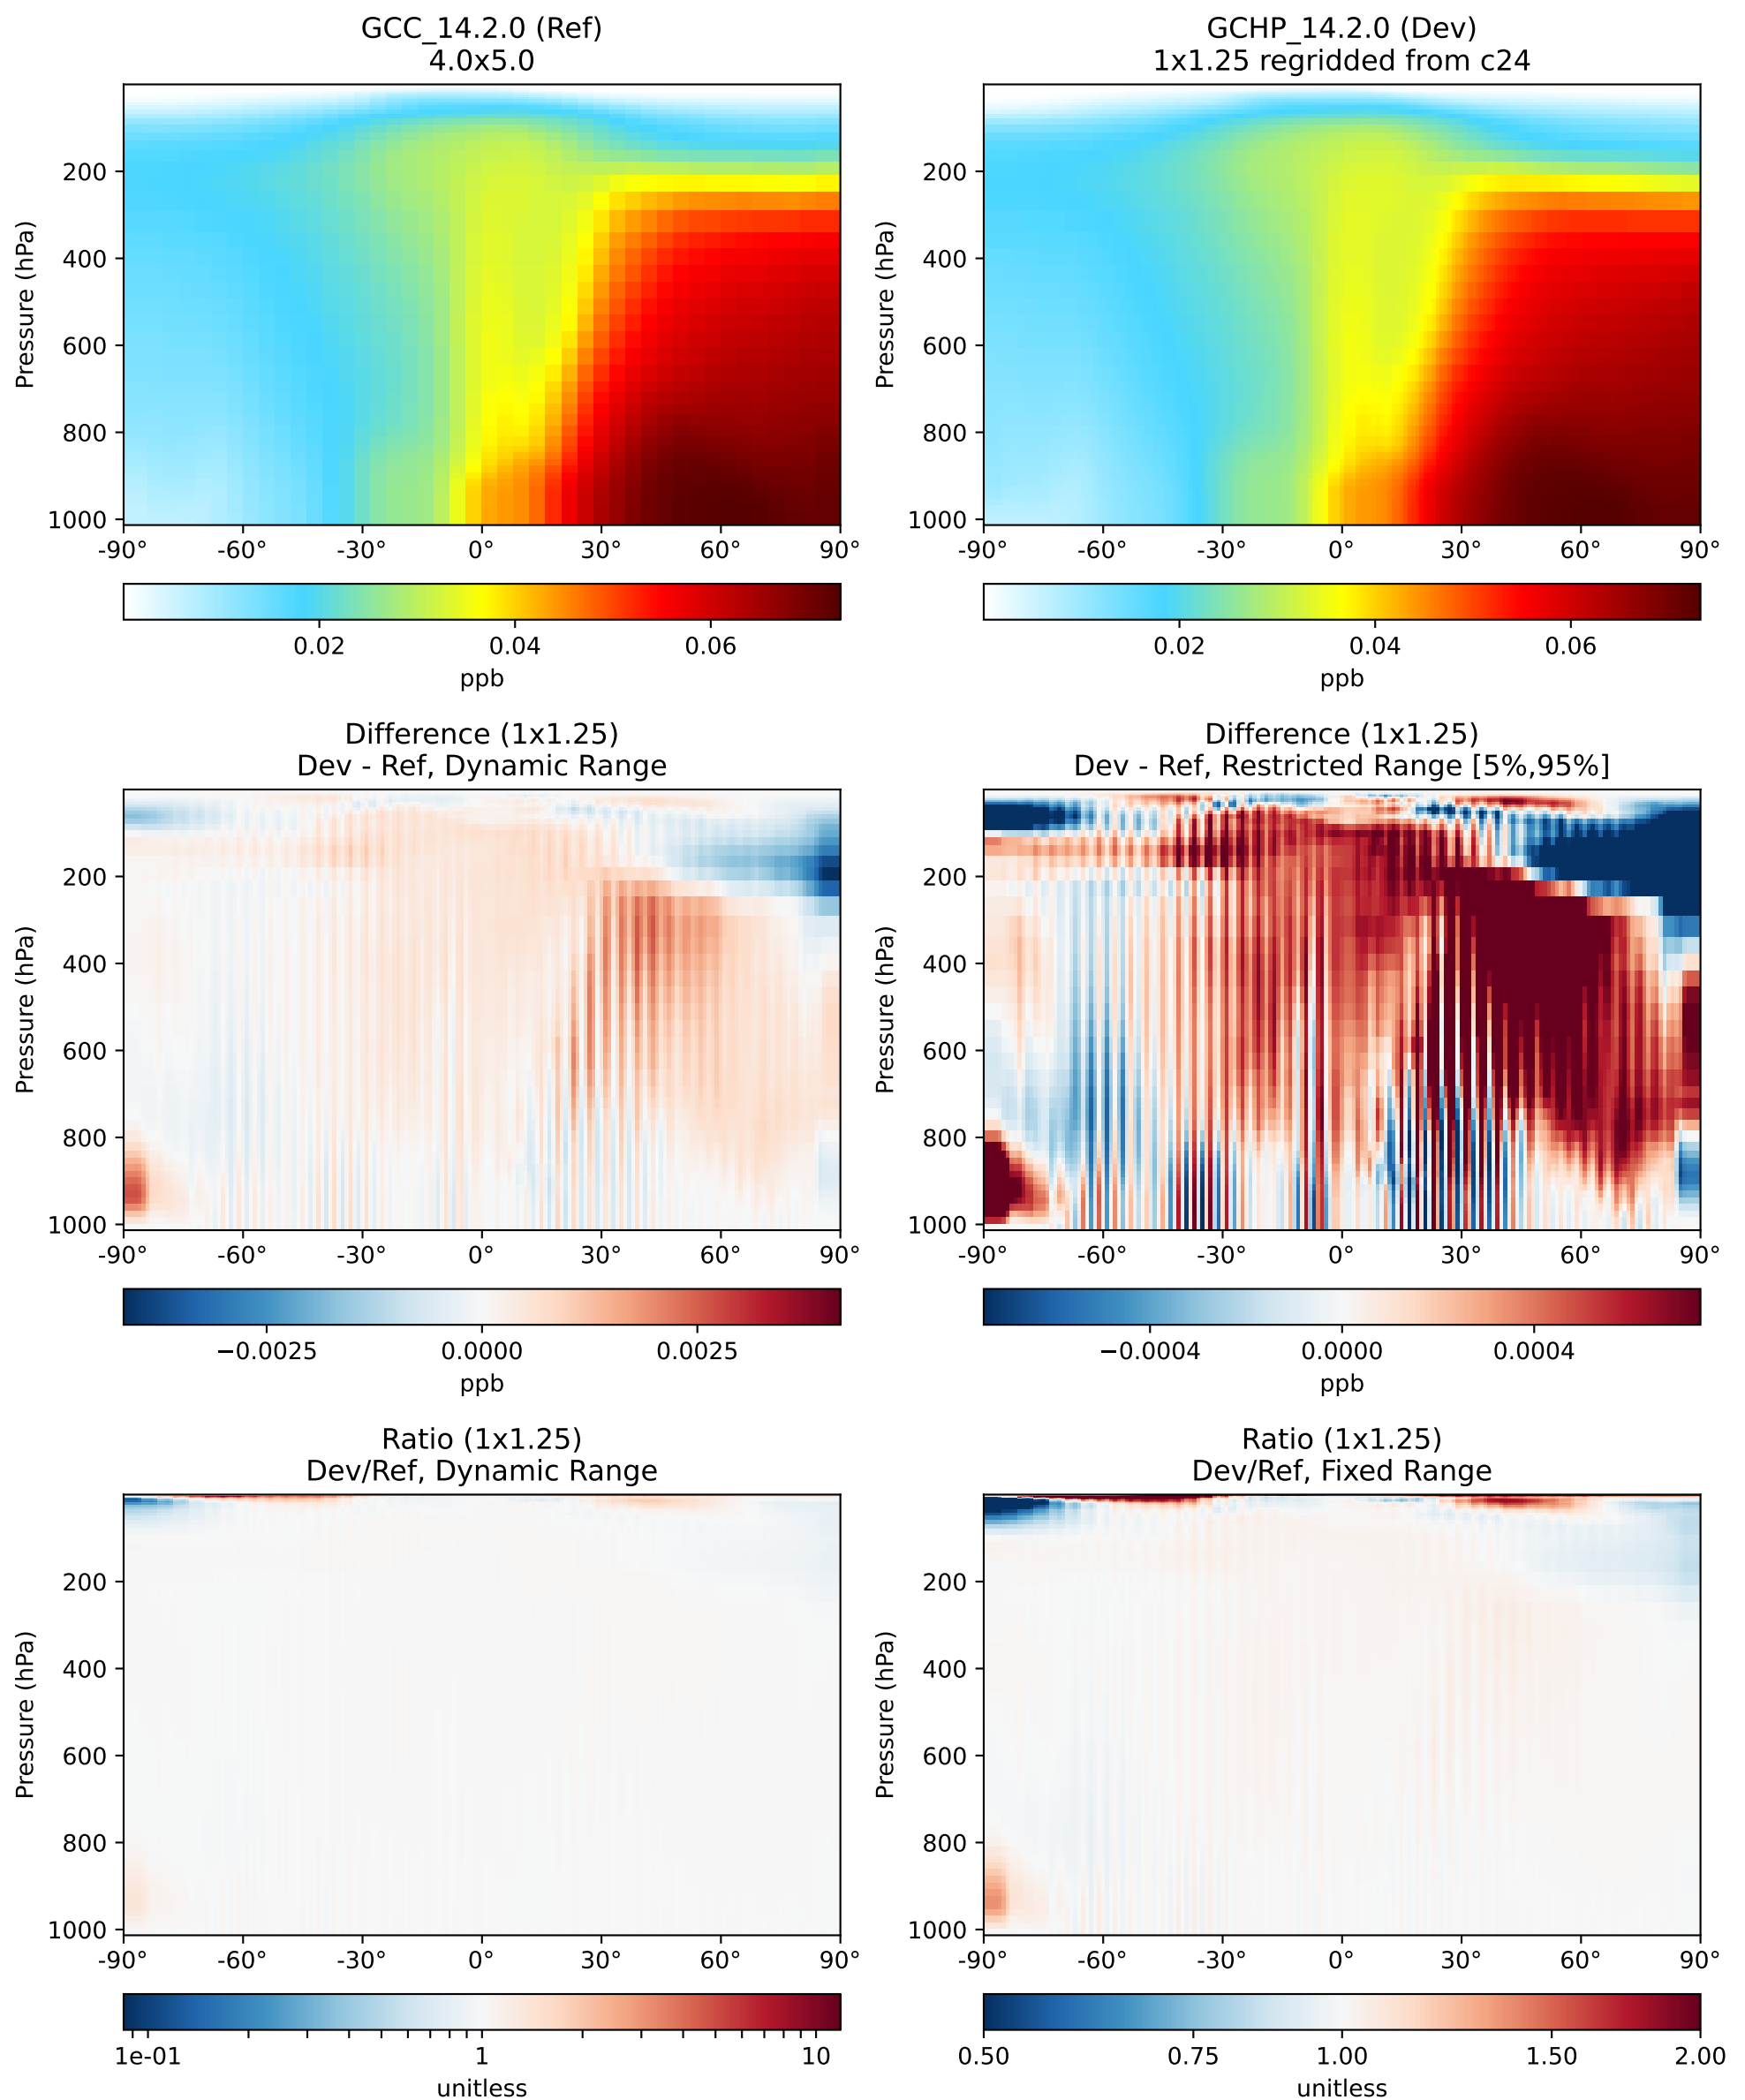 GCC_14.2.0 (Ref)
4.0x5.0
Pressure (hPa)
200
400
600
800
1000
-90° -60° -30° 0° 30° 60° 90°
0.02 0.04 0.06
ppb
GCHP_14.2.0 (Dev)
1x1.25 regridded from c24
Pressure (hPa)
200
400
600
800
1000
-90° -60° -30° 0° 30° 60° 90°
0.02 0.04 0.06
ppb
Difference (1x1.25)
Dev - Ref, Dynamic Range
Pressure (hPa)
200
400
600
800
1000
-90° -60° -30° 0° 30° 60° 90°
−0.0025 0.0000 0.0025
ppb
Difference (1x1.25)
Dev - Ref, Restricted Range [5%,95%]
Pressure (hPa)
200
400
600
800
1000
-90° -60° -30° 0° 30° 60° 90°
−0.0004 0.0000 0.0004
ppb
Ratio (1x1.25)
Dev/Ref, Dynamic Range
Pressure (hPa)
200
400
600
800
1000
-90° -60° -30° 0° 30° 60° 90°
1e-01 1 10
unitless
Ratio (1x1.25)
Dev/Ref, Fixed Range
Pressure (hPa)
200
400
600
800
1000
-90° -60° -30° 0° 30° 60° 90°
0.50 0.75 1.00 1.50 2.00
unitless